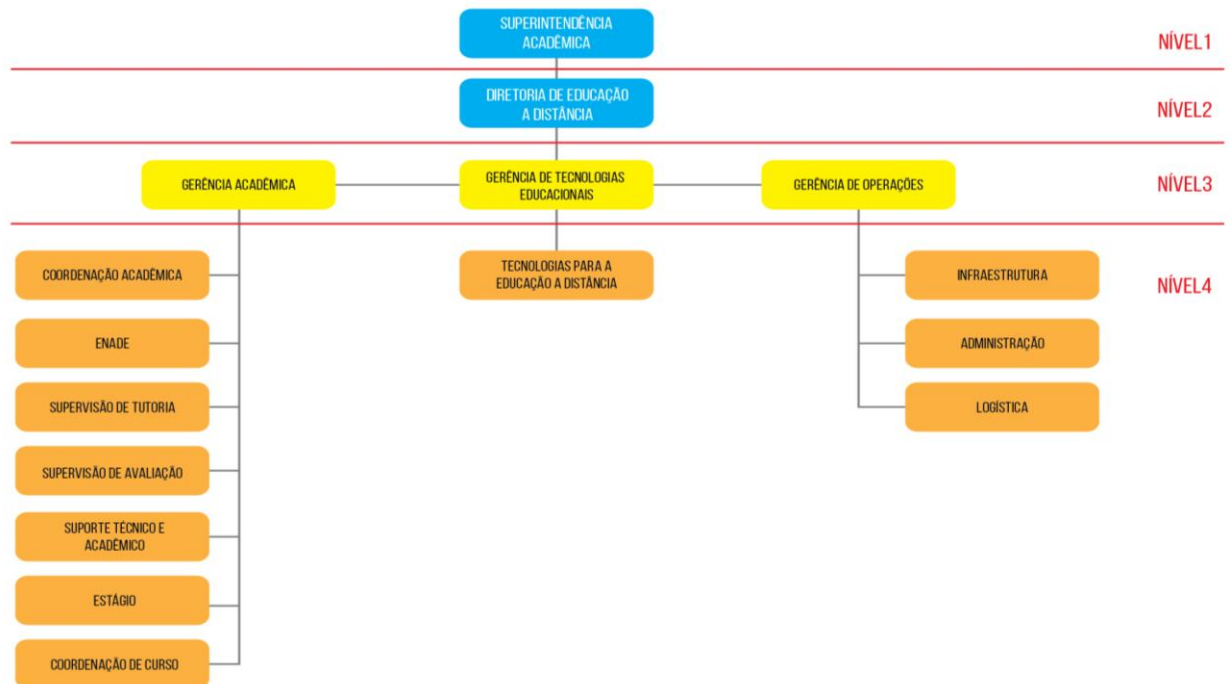 SUPERINTENDÊNCIA
ACADÊMICA
NÍVEL1
DIRETORIA DE EDUCAÇÃO
A DISTÂNCIA
NÍVEL2
GERÊNCIA ACADÊMICA
GERÊNCIA DE TECNOLOGIAS
EDUCACIONAIS
GERÊNCIA DE OPERAÇÕES
NÍVEL3
COORDENAÇÃO ACADÊMICA
TECNOLOGIAS PARA A
EDUCAÇÃO A DISTÂNCIA
INFRAESTRUTURA
NÍVEL4
ENADE
ADMINISTRAÇÃO
SUPERVISÃO DE TUTORIA
LOGÍSTICA
SUPERVISÃO DE AVALIAÇÃO
SUPORTE TÉCNICO E
ACADÊMICO
ESTÁGIO
COORDENAÇÃO DE CURSO